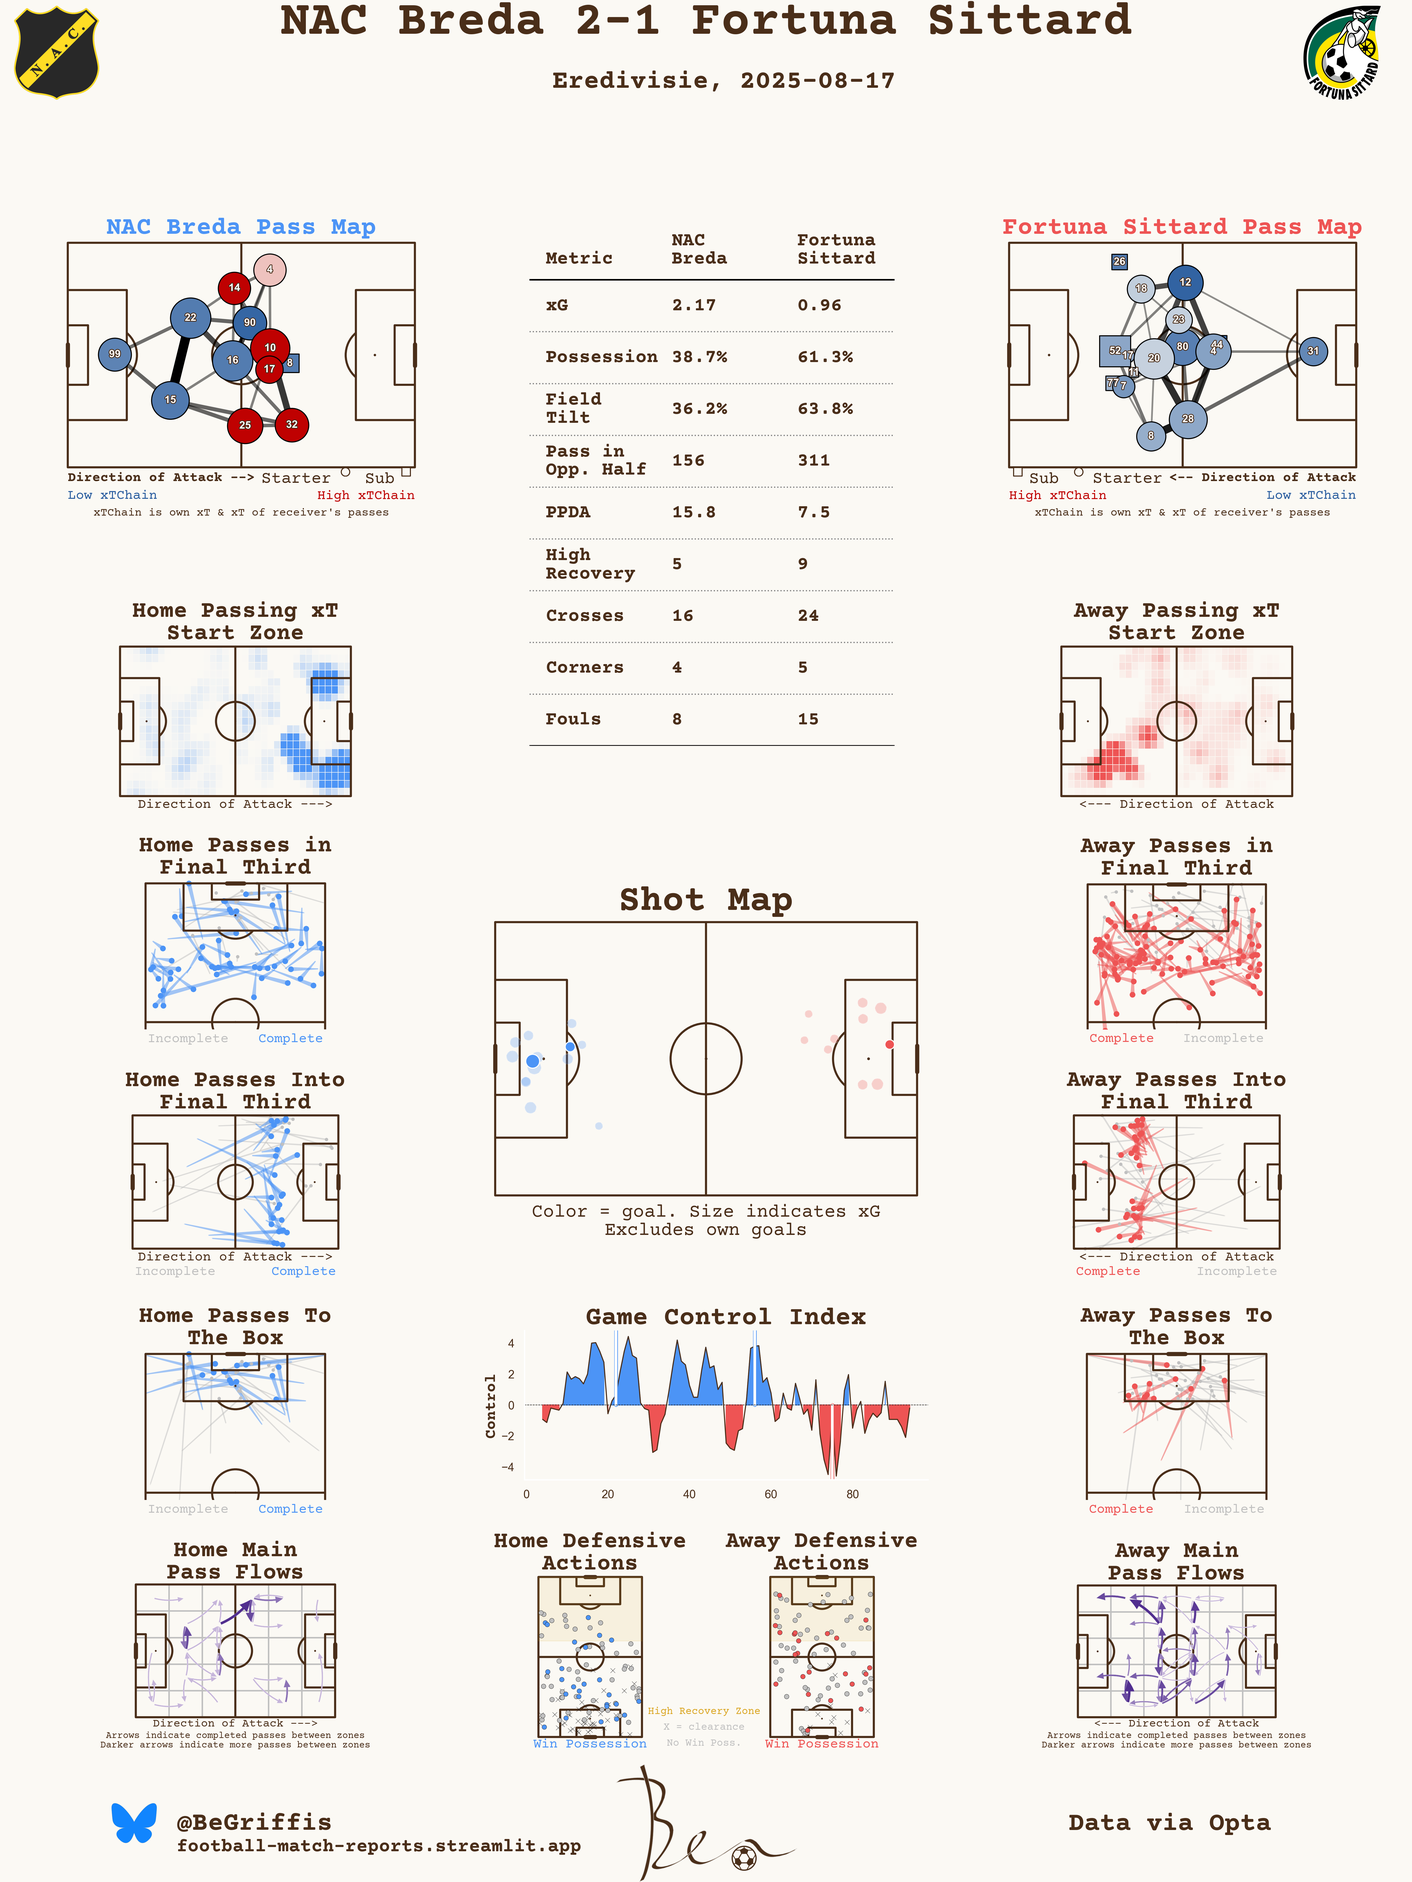 NAC Breda 2-1 Fortuna Sittard
Eredivisie, 2025-08-17
N.A.C.
FORTUNA SITTARD
NAC Breda Pass Map
4
14
22
90
99
10
16
8
17
15
25
32
Direction of Attack --> Starter Sub
Low xTChain High xTChain
xTChain is own xT & xT of receiver's passes
Metric NAC Breda Fortuna Sittard
xG 2.17 0.96
Possession 38.7% 61.3%
Field Tilt 36.2% 63.8%
Pass in Opp. Half 156 311
PPDA 15.8 7.5
High Recovery 5 9
Crosses 16 24
Corners 4 5
Fouls 8 15
Fortuna Sittard Pass Map
26
18
12
23
52
17
20
80
44
4
31
11
77
7
28
8
Sub Starter <-- Direction of Attack
High xTChain Low xTChain
xTChain is own xT & xT of receiver's passes
Home Passing xT
Start Zone
Direction of Attack --->
Away Passing xT
Start Zone
<--- Direction of Attack
Home Passes in
Final Third
Incomplete Complete
Away Passes in
Final Third
Complete Incomplete
Shot Map
Color = goal. Size indicates xG
Excludes own goals
Home Passes Into
Final Third
Direction of Attack --->
Incomplete Complete
Away Passes Into
Final Third
<--- Direction of Attack
Complete Incomplete
Home Passes To
The Box
Incomplete Complete
Game Control Index
Control
4
2
0
−2
−4
0 20 40 60 80
Away Passes To
The Box
Complete Incomplete
Home Main
Pass Flows
Direction of Attack --->
Arrows indicate completed passes between zones
Darker arrows indicate more passes between zones
Home Defensive
Actions
Win Possession
Away Defensive
Actions
Win Possession
High Recovery Zone
X = clearance
No Win Poss.
Away Main
Pass Flows
<--- Direction of Attack
Arrows indicate completed passes between zones
Darker arrows indicate more passes between zones
@BeGriffis
football-match-reports.streamlit.app
Ben
Data via Opta